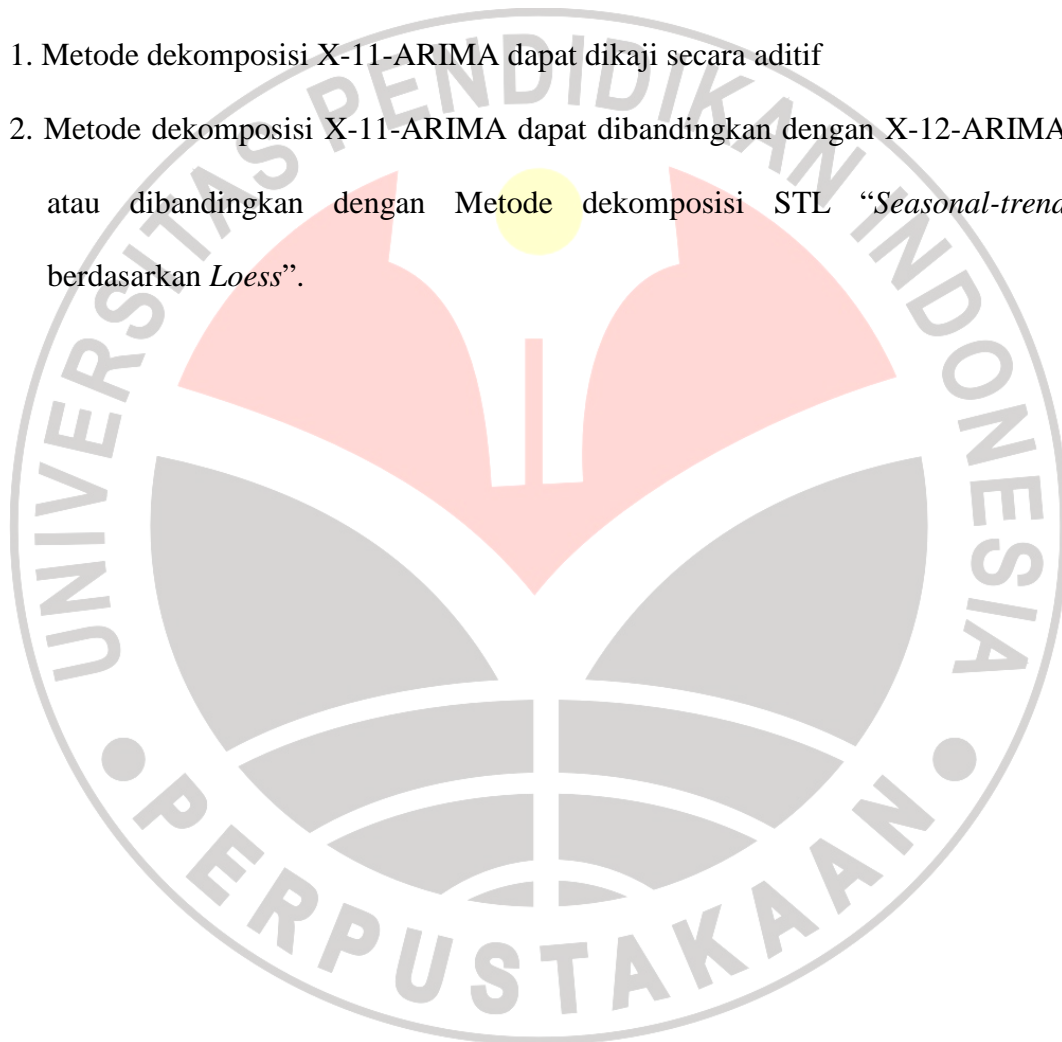 1. Metode dekomposisi X-11-ARIMA dapat dikaji secara aditif
2. Metode dekomposisi X-11-ARIMA dapat dibandingkan dengan X-12-ARIMA
atau dibandingkan dengan Metode dekomposisi STL “Seasonal-trend
berdasarkan Loess”.
UNIVERSITAS PENDIDIKAN INDONESIA
PERPUSTAKAAN